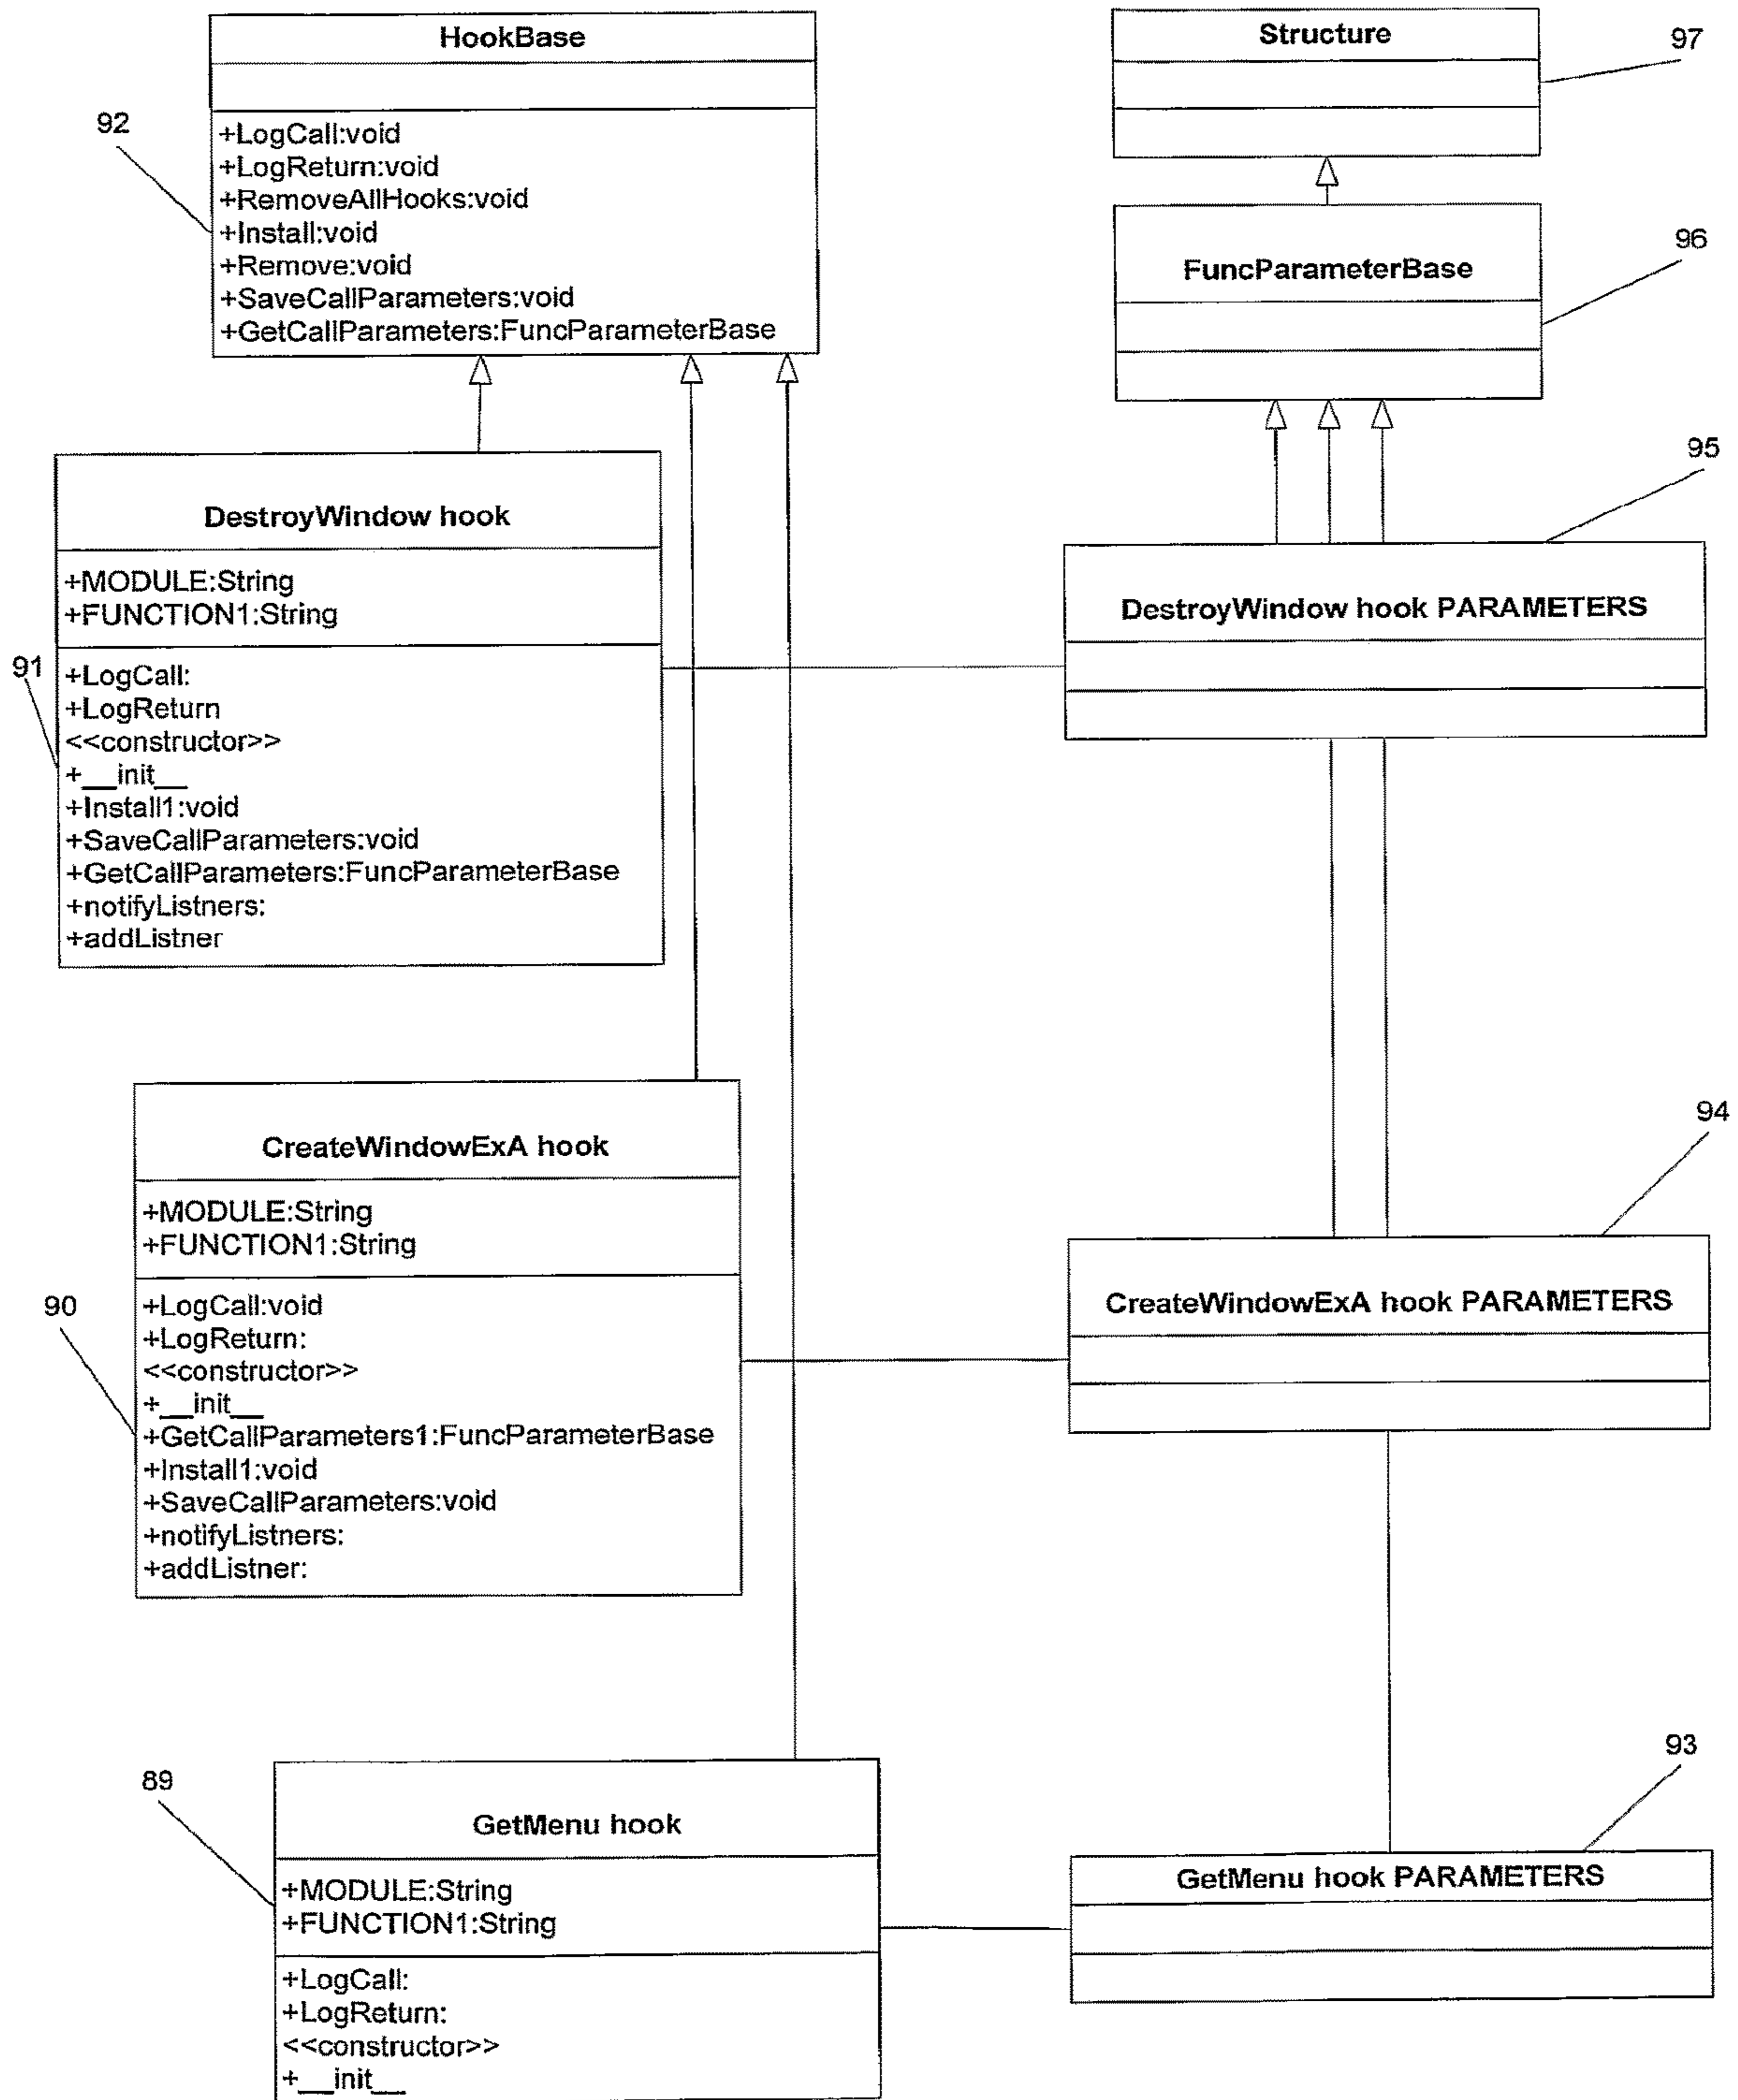 HookBase
92
+LogCall:void
+LogReturn:void
+RemoveAllHooks:void
+Install:void
+Remove:void
+SaveCallParameters:void
+GetCallParameters:FuncParameterBase
Structure
97
FuncParameterBase
96
DestroyWindow hook
+MODULE:String
+FUNCTION1:String
91
+LogCall:
+LogReturn
<<constructor>>
+__init__
+Install1:void
+SaveCallParameters:void
+GetCallParameters:FuncParameterBase
+notifyListners:
+addListner
95
DestroyWindow hook PARAMETERS
CreateWindowExA hook
+MODULE:String
+FUNCTION1:String
90
+LogCall:void
+LogReturn:
<<constructor>>
+__init__
+GetCallParameters1:FuncParameterBase
+Install1:void
+SaveCallParameters:void
+notifyListners:
+addListner:
94
CreateWindowExA hook PARAMETERS
89
GetMenu hook
+MODULE:String
+FUNCTION1:String
+LogCall:
+LogReturn:
<<constructor>>
+__init__
93
GetMenu hook PARAMETERS